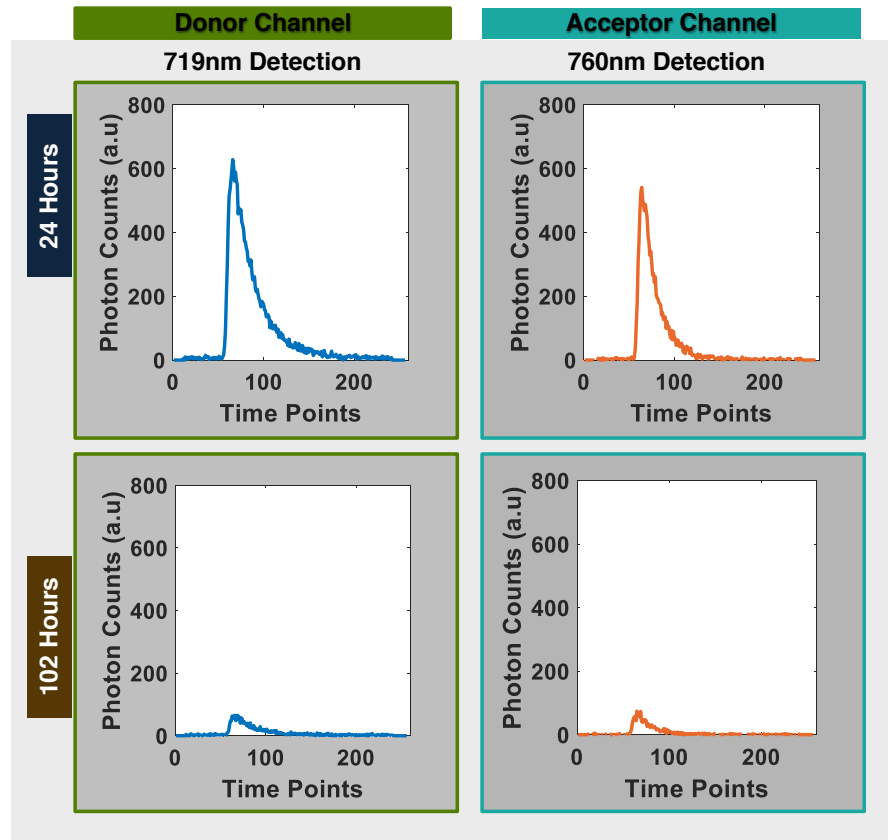 Donor Channel
Acceptor Channel
719nm Detection
760nm Detection
24 Hours
Photon Counts (a.u)
800
600
400
200
0
0 100 200
Time Points
Photon Counts (a.u)
800
600
400
200
0
0 100 200
Time Points
102 Hours
Photon Counts (a.u)
800
600
400
200
0
0 100 200
Time Points
Photon Counts (a.u)
800
600
400
200
0
0 100 200
Time Points